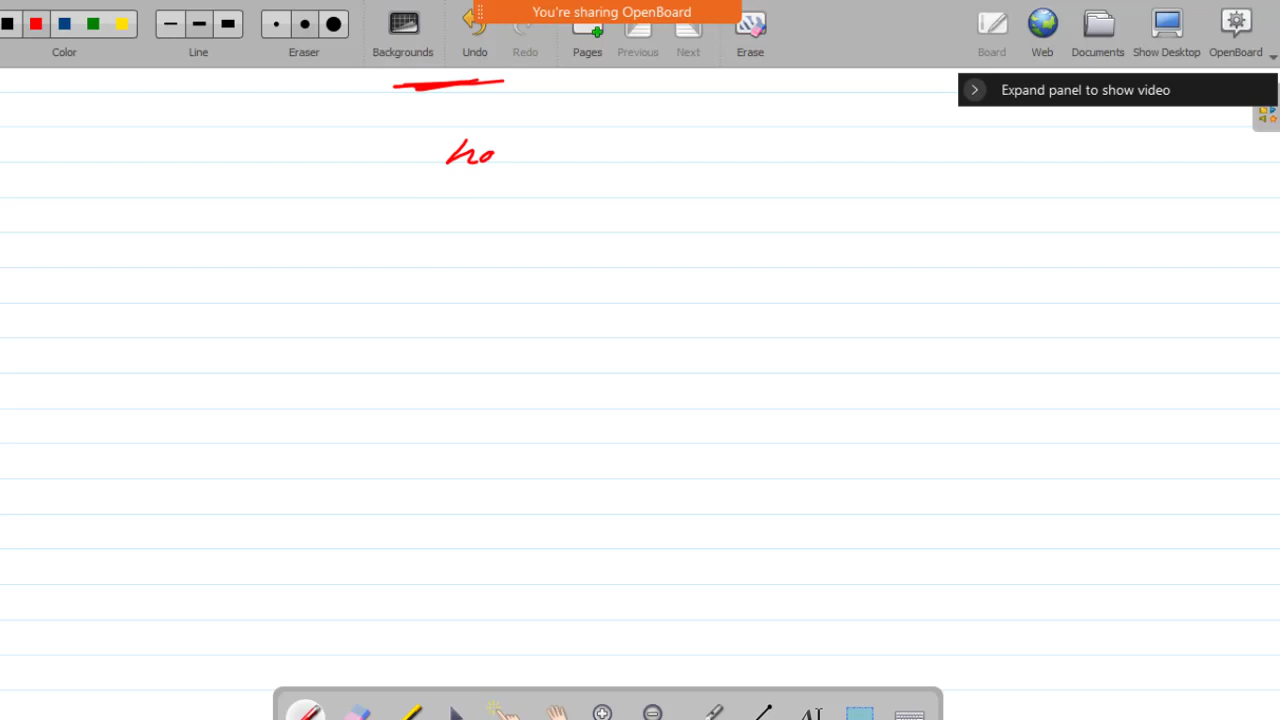 You're sharing OpenBoard
Color
Line
Eraser
Backgrounds
Undo
Redo
Pages
Previous
Next
Erase
Board
Web
Documents
Show Desktop
OpenBoard
Expand panel to show video
ho
AI